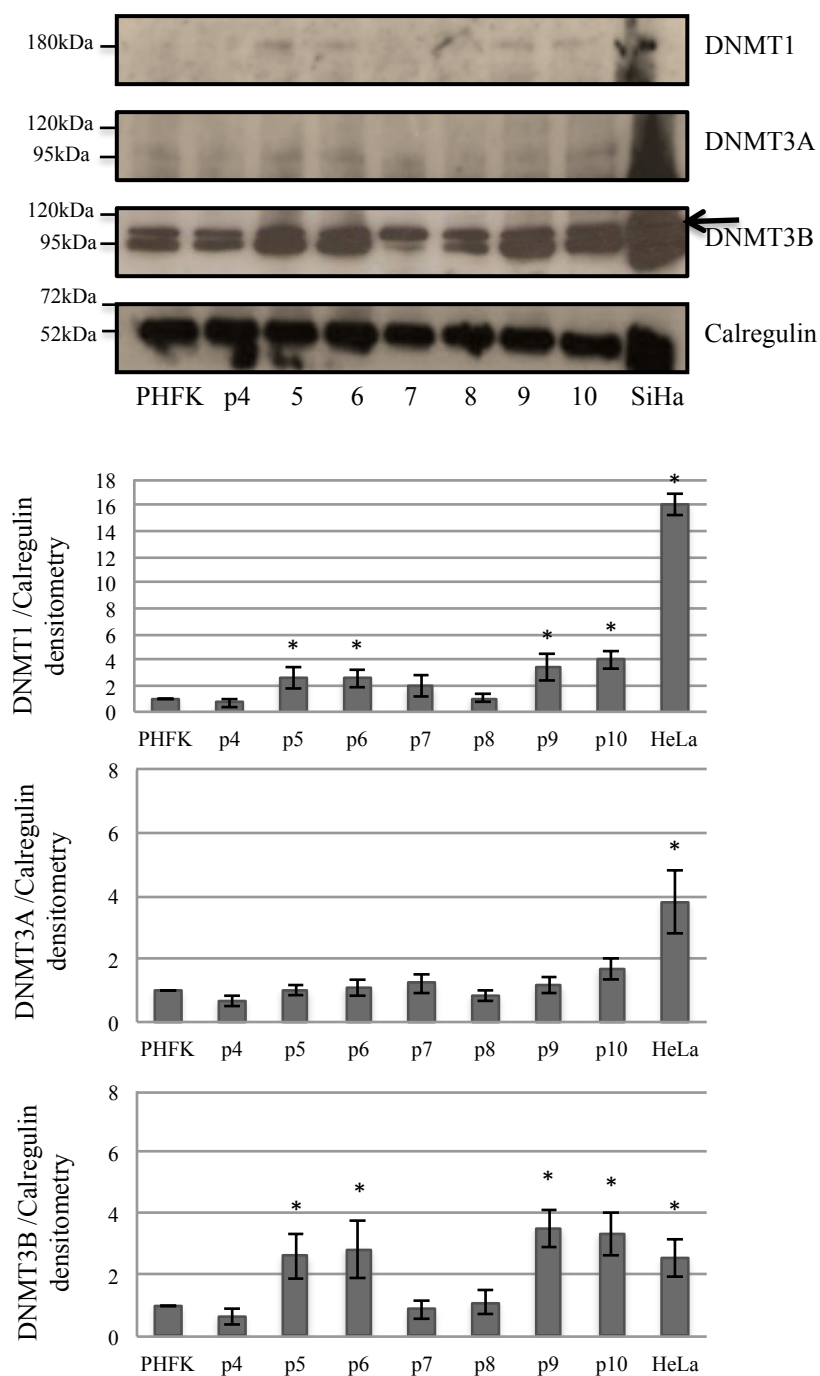 180kDa
DNMT1
120kDa
95kDa
DNMT3A
120kDa
95kDa
DNMT3B
72kDa
52kDa
Calregulin
PHFK p4 5 6 7 8 9 10 SiHa
DNMT1 /Calregulin
densitometry
18
16
14
12
10
8
6
4
2
0
* * * * *
PHFK p4 p5 p6 p7 p8 p9 p10 HeLa
DNMT3A /Calregulin
densitometry
8
6
4
2
0
*
PHFK p4 p5 p6 p7 p8 p9 p10 HeLa
DNMT3B /Calregulin
densitometry
8
6
4
2
0
* * * * *
PHFK p4 p5 p6 p7 p8 p9 p10 HeLa